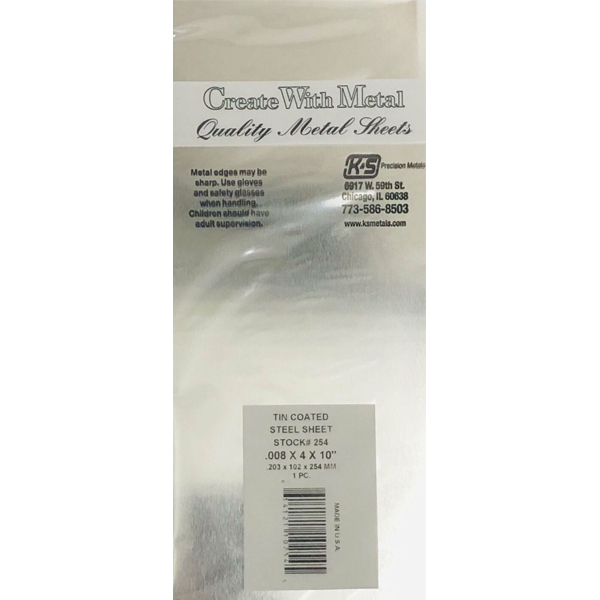 Create With Metal
Quality Metal Sheets
Metal edges may be
sharp. Use gloves
and safety glasses
when handling.
Children should have
adult supervision.
K&S Precision Metals
6917 W. 59th St.
Chicago, IL 60638
773-586-8503
www.ksmetals.com
TIN COATED
STEEL SHEET
STOCK# 254
.008 X 4 X 10"
.203 x 102 x 254 MM
1 PC.
MADE IN U.S.A.